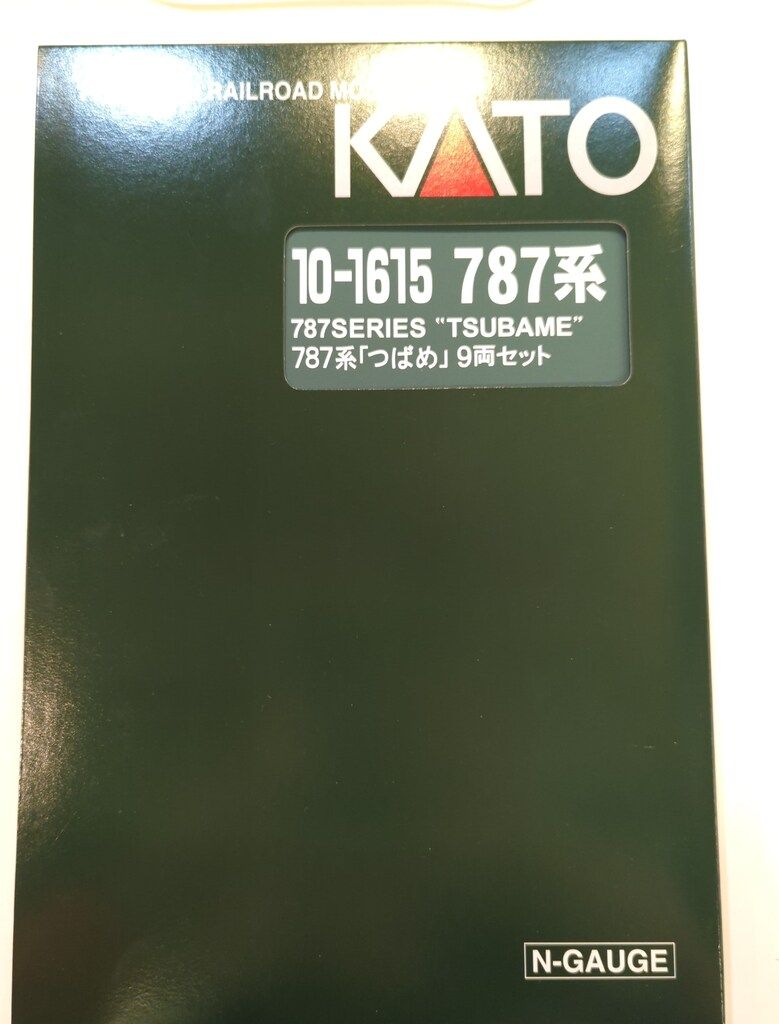 RAILROAD
KATO
10-1615 787系
787SERIES “TSUBAME”
787系「つばめ」9両セット
N-GAUGE